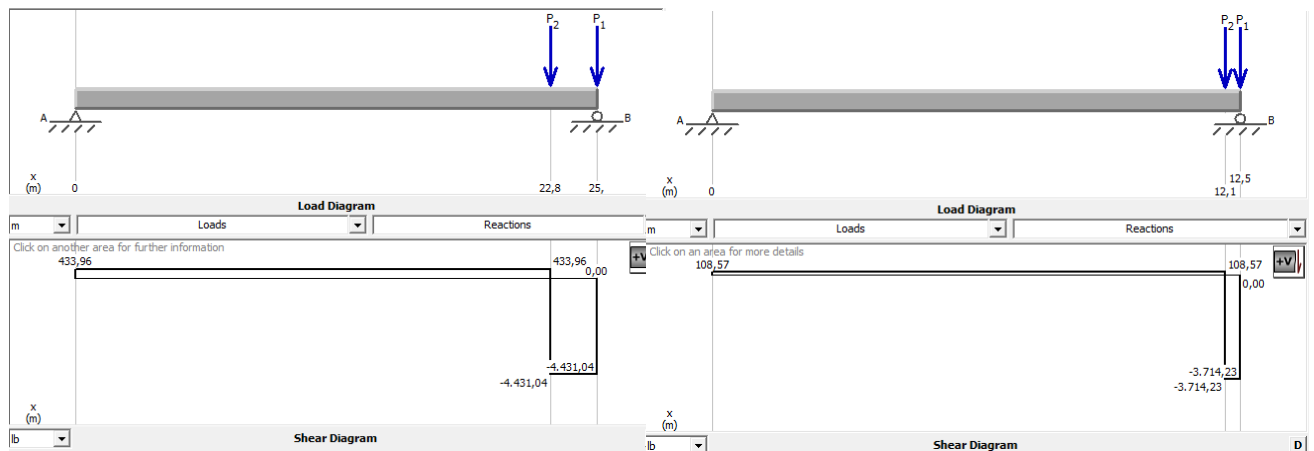 P2 P1
A B
x
(m) 0 22,8 25,
Load Diagram
m Loads Reactions
Click on another area for further information
433,96 433,96 +V
0,00
-4.431,04
-4.431,04
x
(m)
lb Shear Diagram
P2 P1
A B
x 12,5
(m) 0 12,1
Load Diagram
m Loads Reactions
Click on an area for more details
108,57 108,57 +V
0,00
-3.714,23
-3.714,23
x
(m)
lb Shear Diagram D